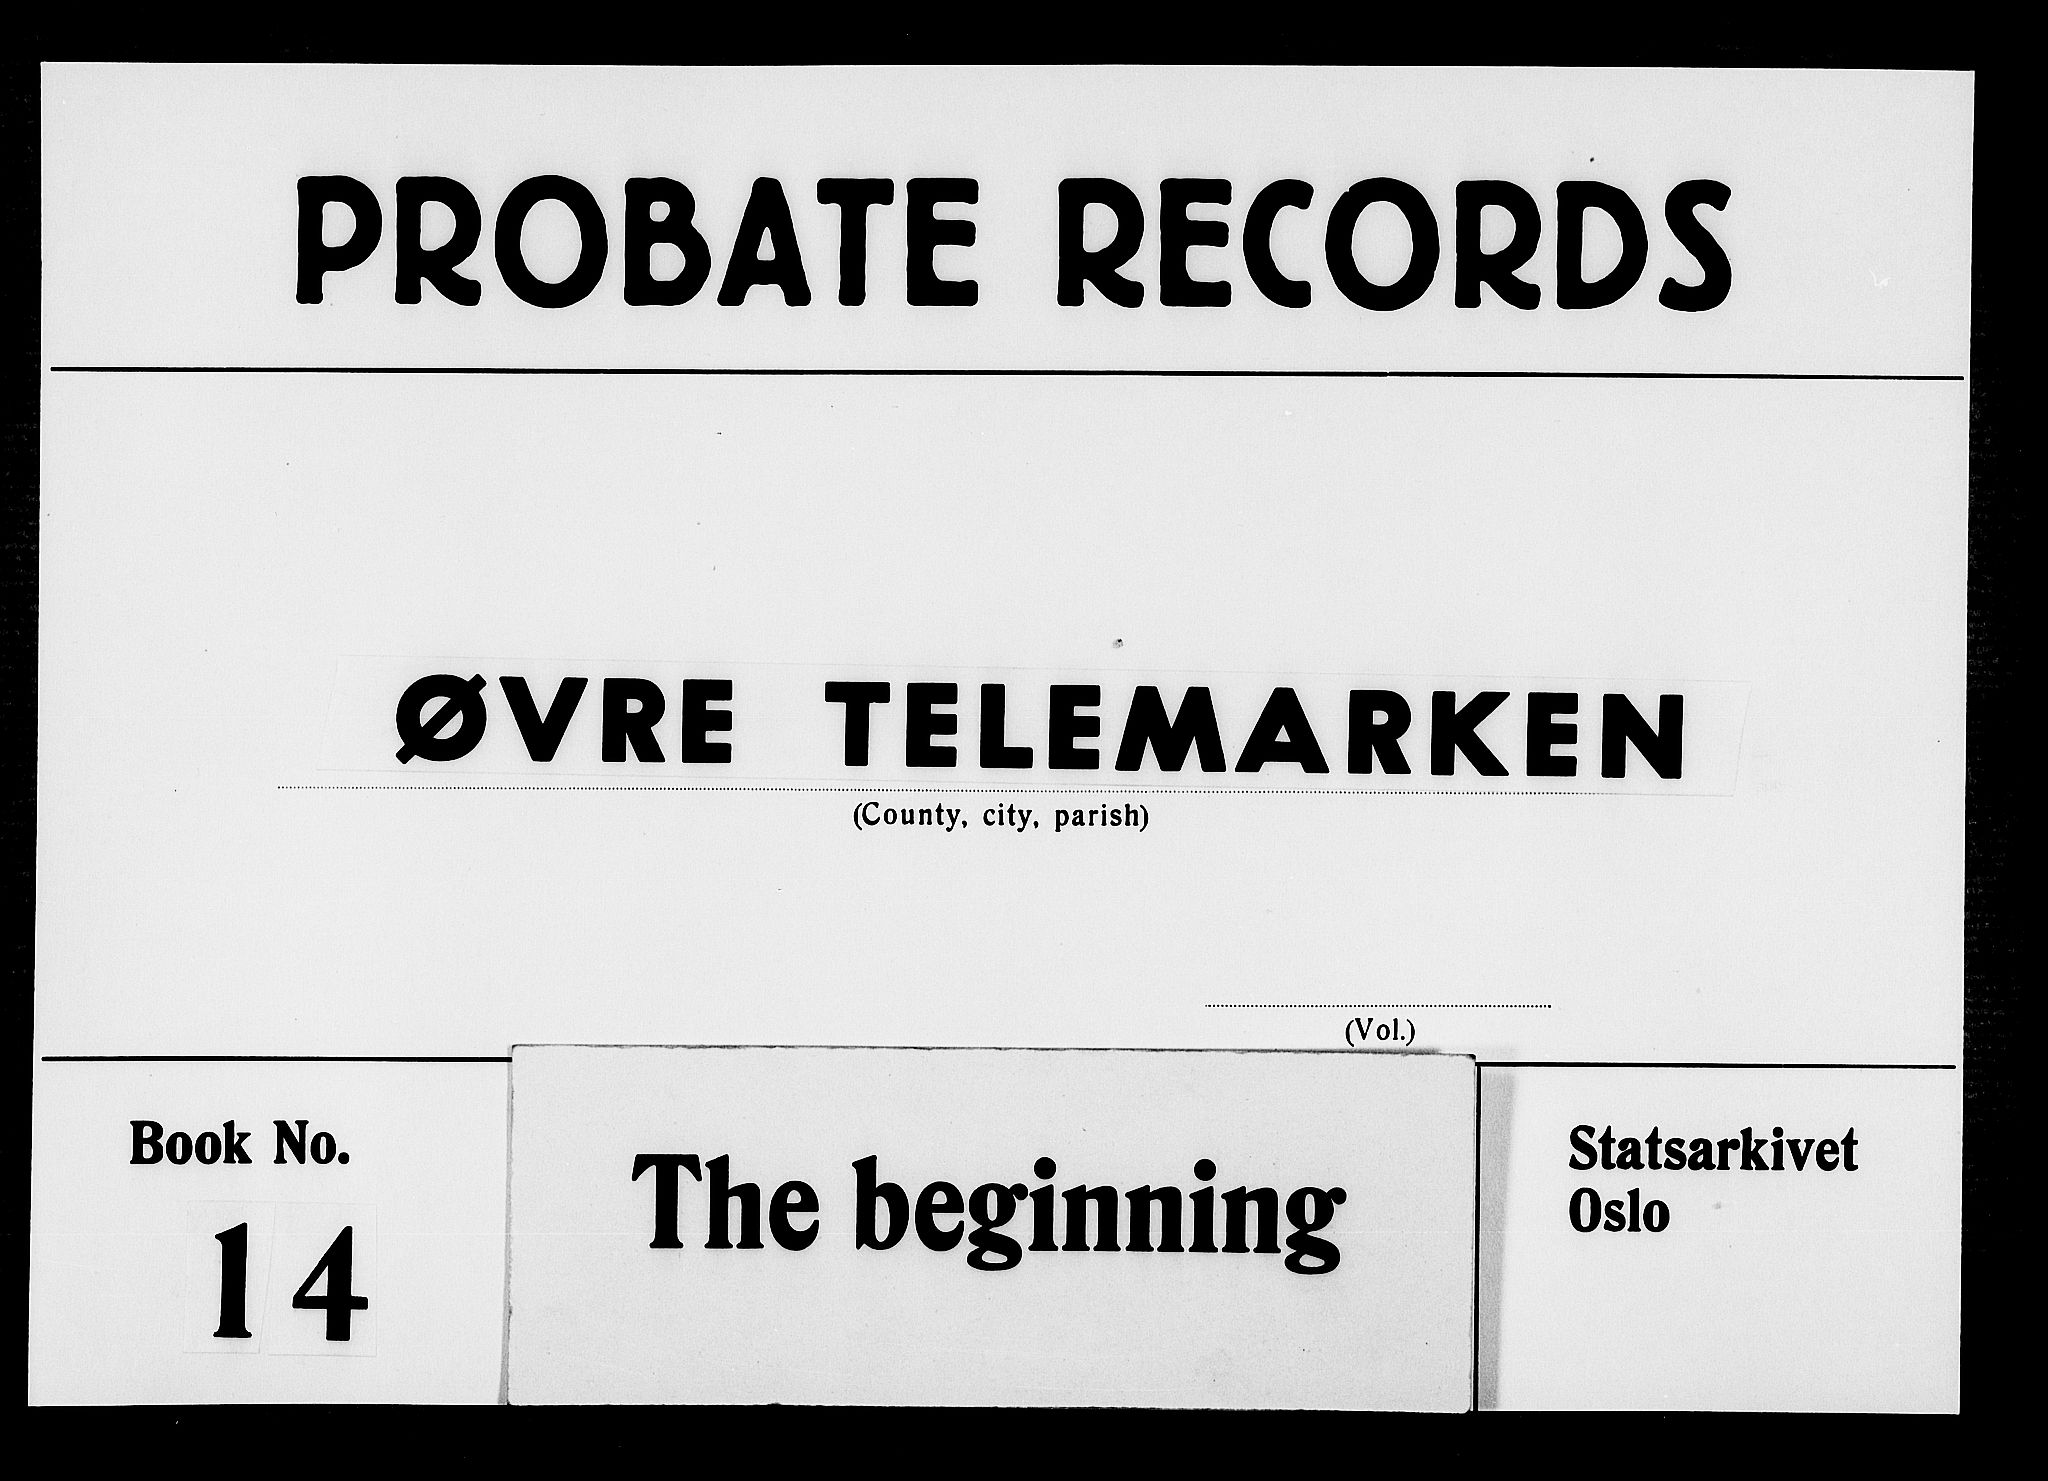 PROBATE RECORDS
ØVRE TELEMARKEN
(County, city, parish)
(Vol.)
Book No.
14
The beginning
Statsarkivet
Oslo